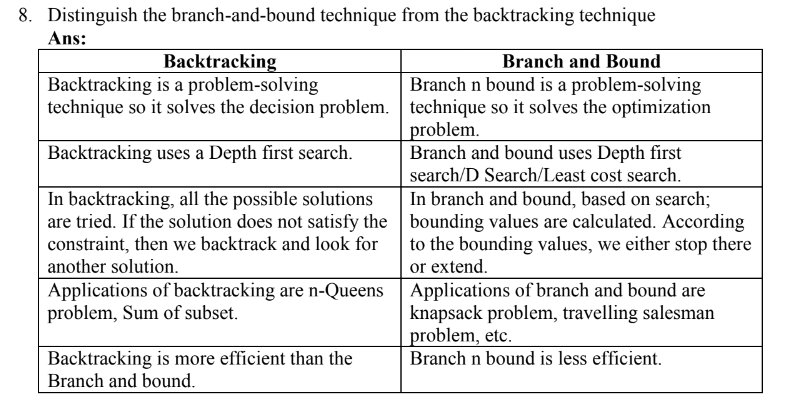 8. Distinguish the branch-and-bound technique from the backtracking technique
Ans:
Backtracking
Branch and Bound
Backtracking is a problem-solving
technique so it solves the decision problem.
Branch n bound is a problem-solving
technique so it solves the optimization
problem.
Backtracking uses a Depth first search.
Branch and bound uses Depth first
search/D Search/Least cost search.
In backtracking, all the possible solutions
are tried. If the solution does not satisfy the
constraint, then we backtrack and look for
another solution.
In branch and bound, based on search;
bounding values are calculated. According
to the bounding values, we either stop there
or extend.
Applications of backtracking are n-Queens
problem, Sum of subset.
Applications of branch and bound are
knapsack problem, travelling salesman
problem, etc.
Backtracking is more efficient than the
Branch and bound.
Branch n bound is less efficient.